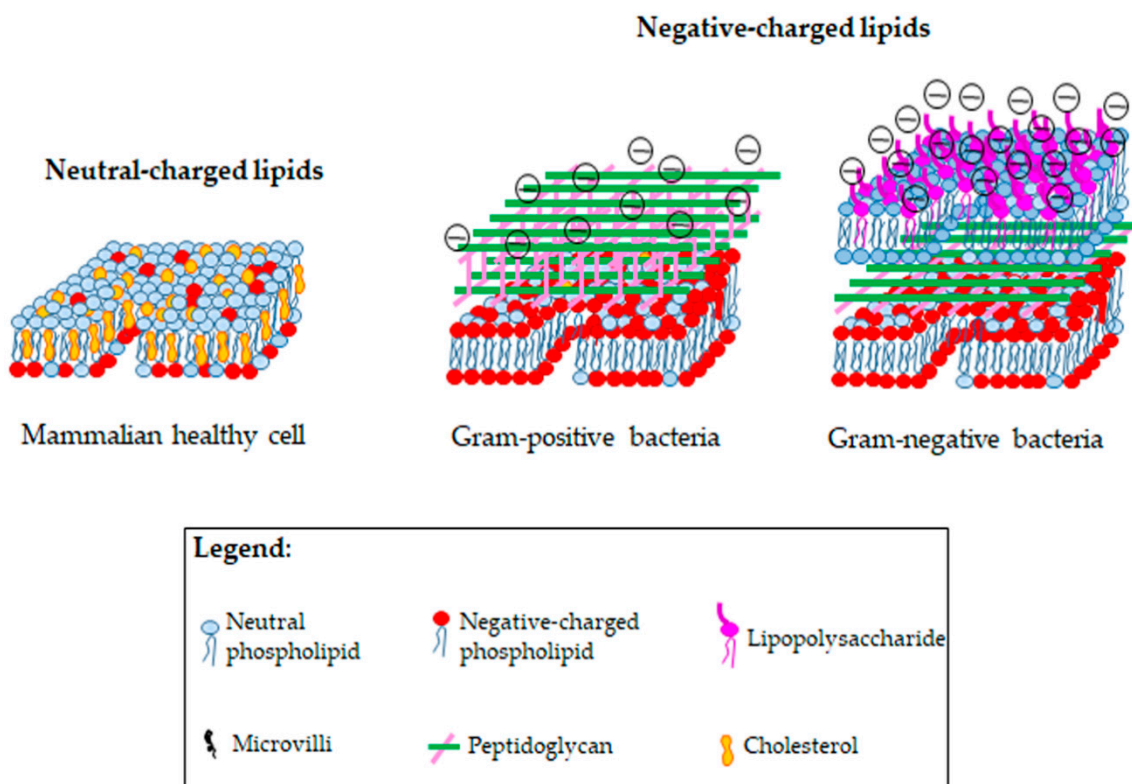 Negative-charged lipids
Neutral-charged lipids
Mammalian healthy cell
Gram-positive bacteria
Gram-negative bacteria
Legend:
Neutral
phospholipid
Negative-charged
phospholipid
Lipopolysaccharide
Microvilli
Peptidoglycan
Cholesterol